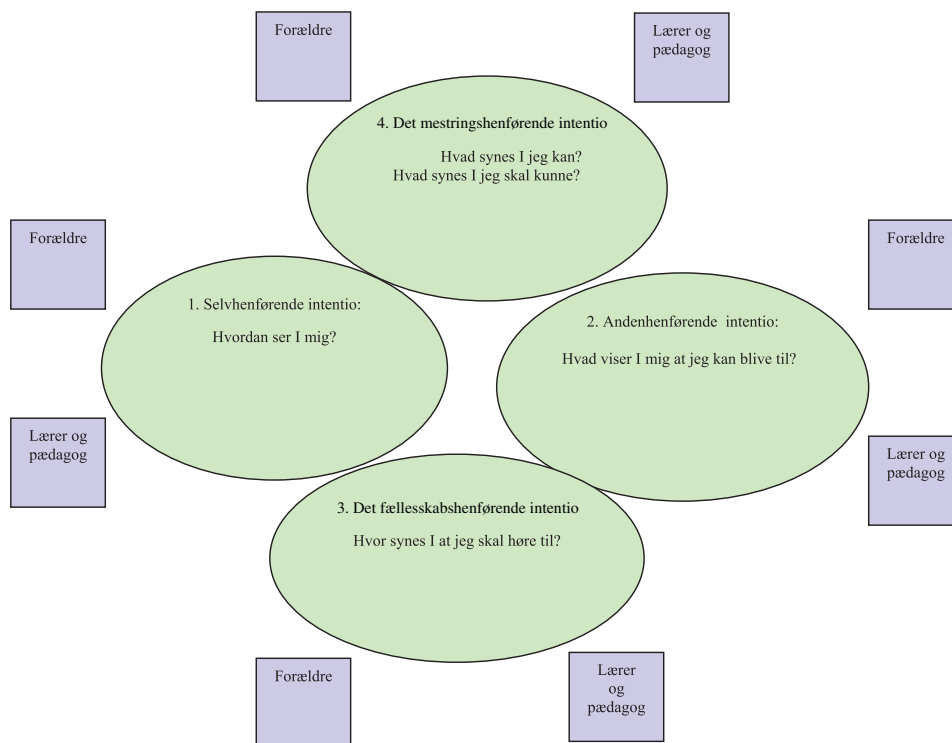 Forældre
Lærer og
pædagog
4. Det mestringshenførende intentio
Hvad synes I jeg kan?
Hvad synes I jeg skal kunne?
Forældre
Forældre
1. Selvhenførende intentio:
Hvordan ser I mig?
2. Andenhenførende intentio:
Hvad viser I mig at jeg kan blive til?
Lærer og
pædagog
Lærer og
pædagog
3. Det fællesskabshenførende intentio
Hvor synes I at jeg skal høre til?
Forældre
Lærer
og
pædagog